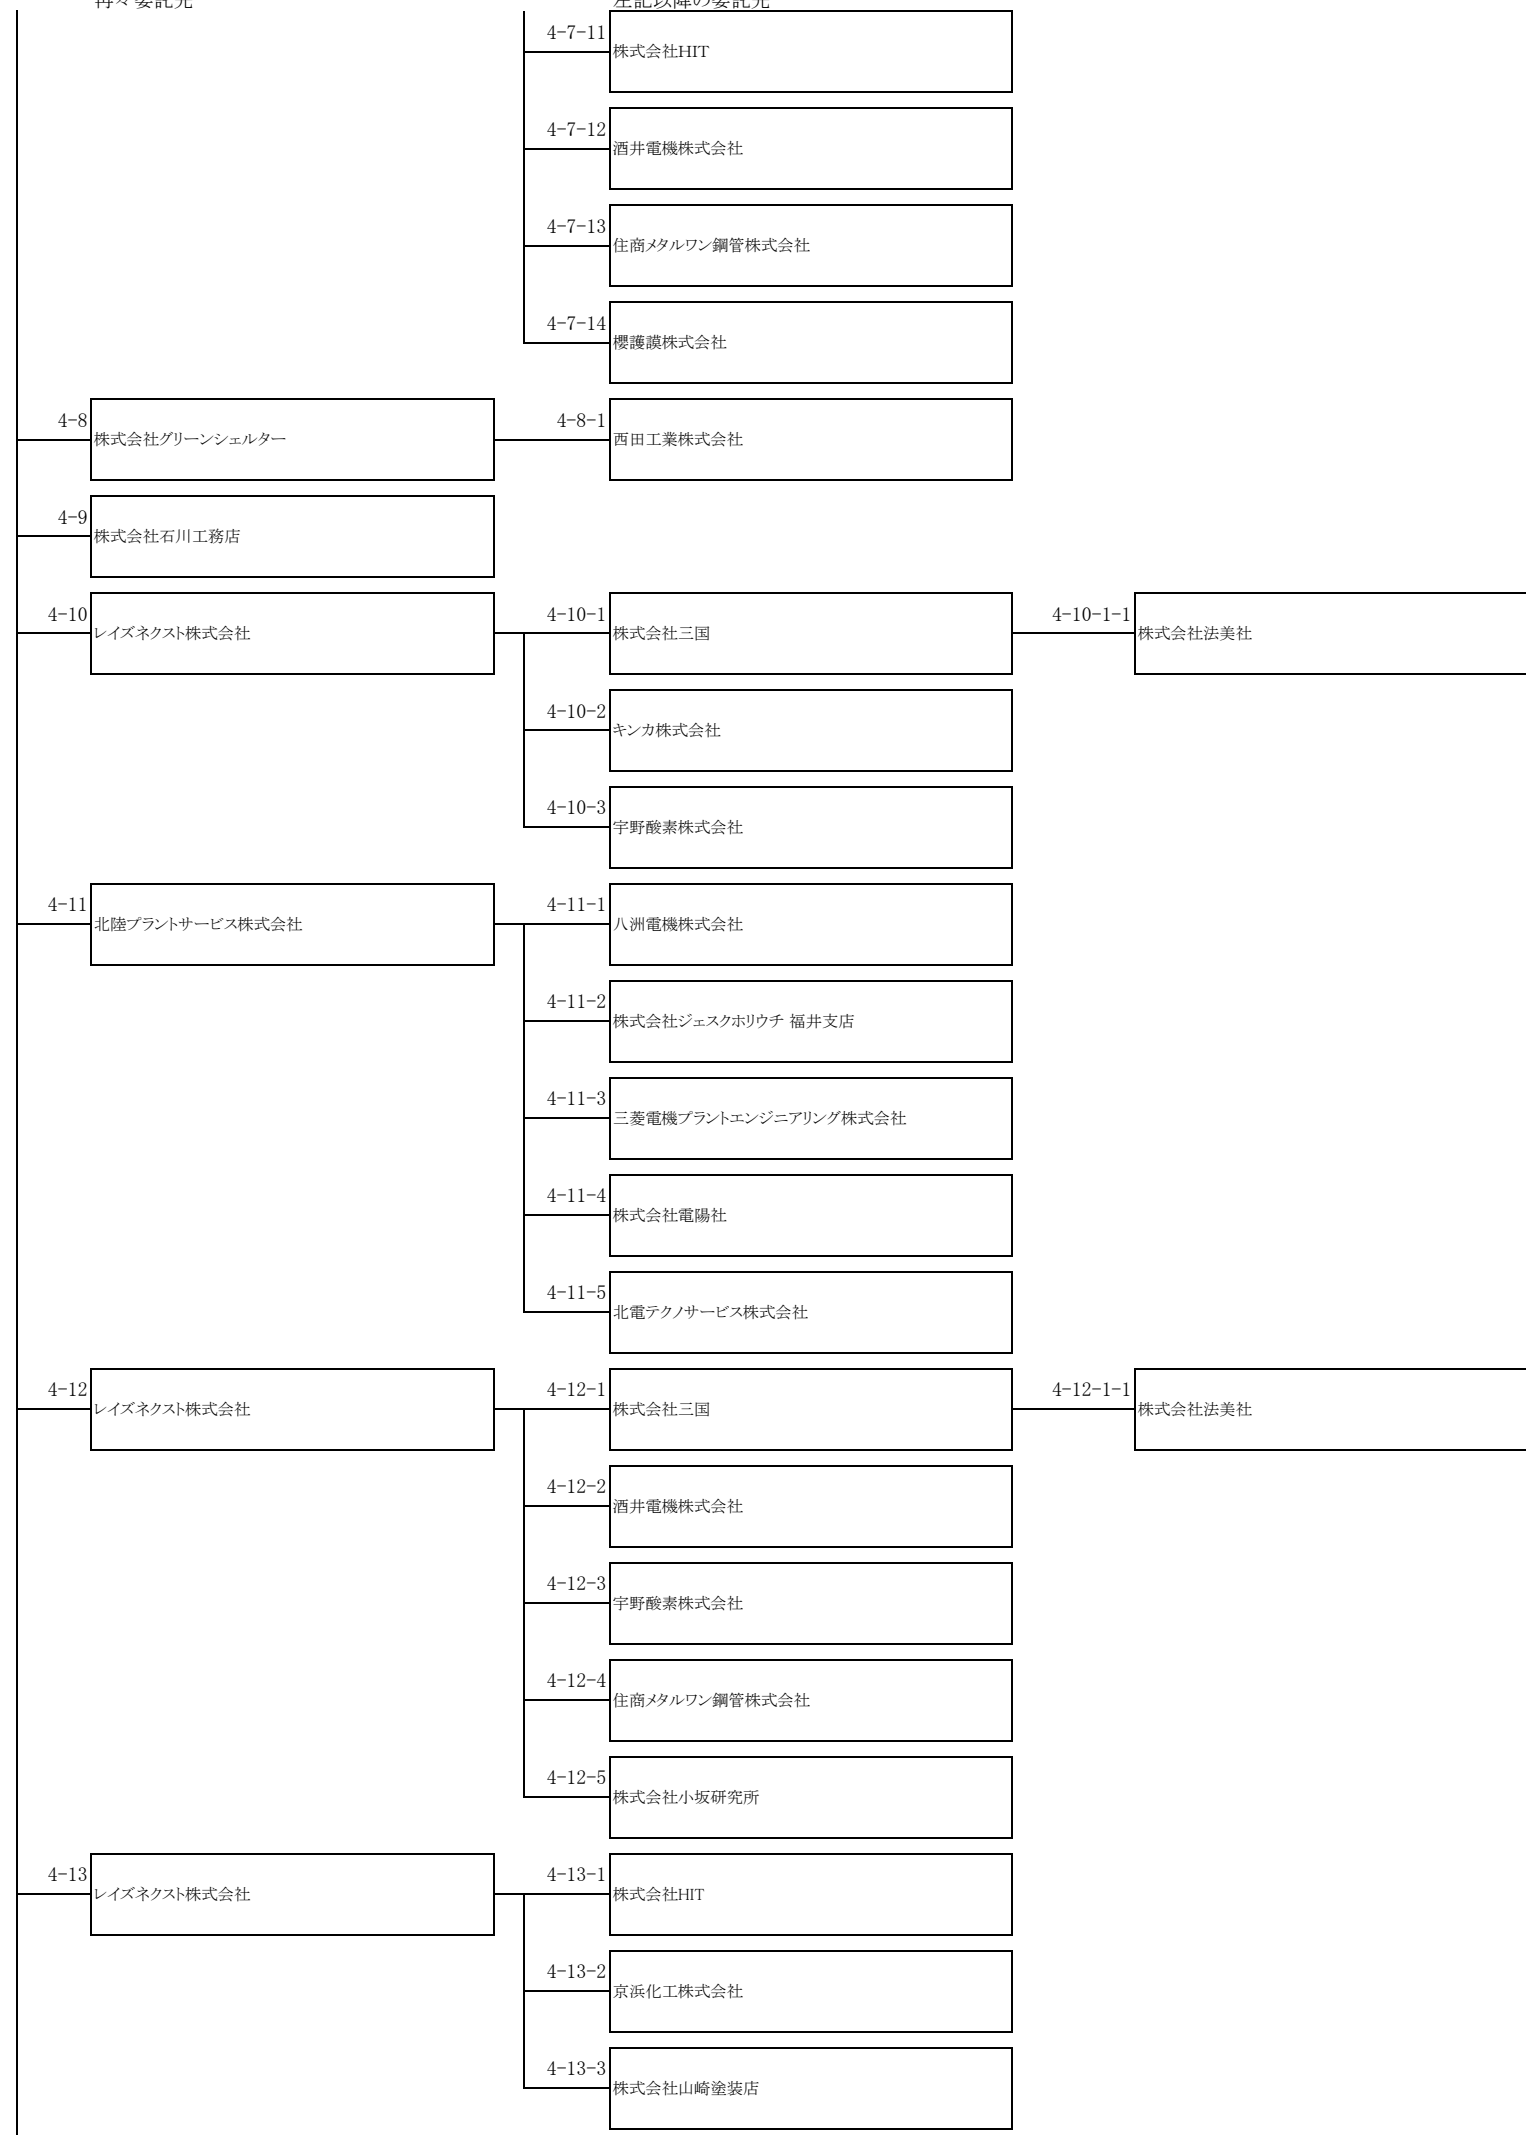 再々委託先
左記以降の委託先
4-7-11
株式会社HIT
4-7-12
酒井電機株式会社
4-7-13
住商メタルワン鋼管株式会社
4-7-14
櫻護謨株式会社
4-8
株式会社グリーンシェルター
4-8-1
西田工業株式会社
4-9
株式会社石川工務店
4-10
レイズネクスト株式会社
4-10-1
株式会社三国
4-10-1-1
株式会社法美社
4-10-2
キンカ株式会社
4-10-3
宇野酸素株式会社
4-11
北陸プラントサービス株式会社
4-11-1
八洲電機株式会社
4-11-2
株式会社ジェスクホリウチ 福井支店
4-11-3
三菱電機プラントエンジニアリング株式会社
4-11-4
株式会社電陽社
4-11-5
北電テクノサービス株式会社
4-12
レイズネクスト株式会社
4-12-1
株式会社三国
4-12-1-1
株式会社法美社
4-12-2
酒井電機株式会社
4-12-3
宇野酸素株式会社
4-12-4
住商メタルワン鋼管株式会社
4-12-5
株式会社小坂研究所
4-13
レイズネクスト株式会社
4-13-1
株式会社HIT
4-13-2
京浜化工株式会社
4-13-3
株式会社山崎塗装店